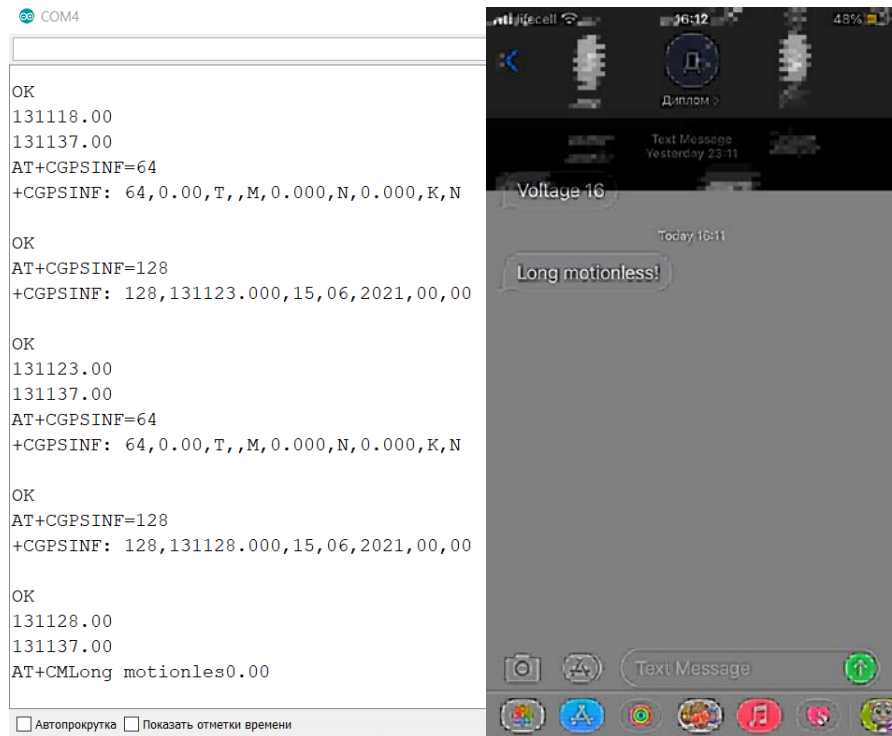 COM4
OK
131118.00
131137.00
AT+CGPSINF=64
+CGPSINF: 64,0.00,T,,M,0.000,N,0.000,K,N
OK
AT+CGPSINF=128
+CGPSINF: 128,131123.000,15,06,2021,00,00
OK
131123.00
131137.00
AT+CGPSINF=64
+CGPSINF: 64,0.00,T,,M,0.000,N,0.000,K,N
OK
AT+CGPSINF=128
+CGPSINF: 128,131128.000,15,06,2021,00,00
OK
131128.00
131137.00
AT+CMLong motionles0.00
Автопрокрутка Показать отметки времени
lifecell 16:12 48%
Д
Диплом >
Text Message
Yesterday 23:11
Voltage 16
Today 16:11
Long motionless!
Text Message